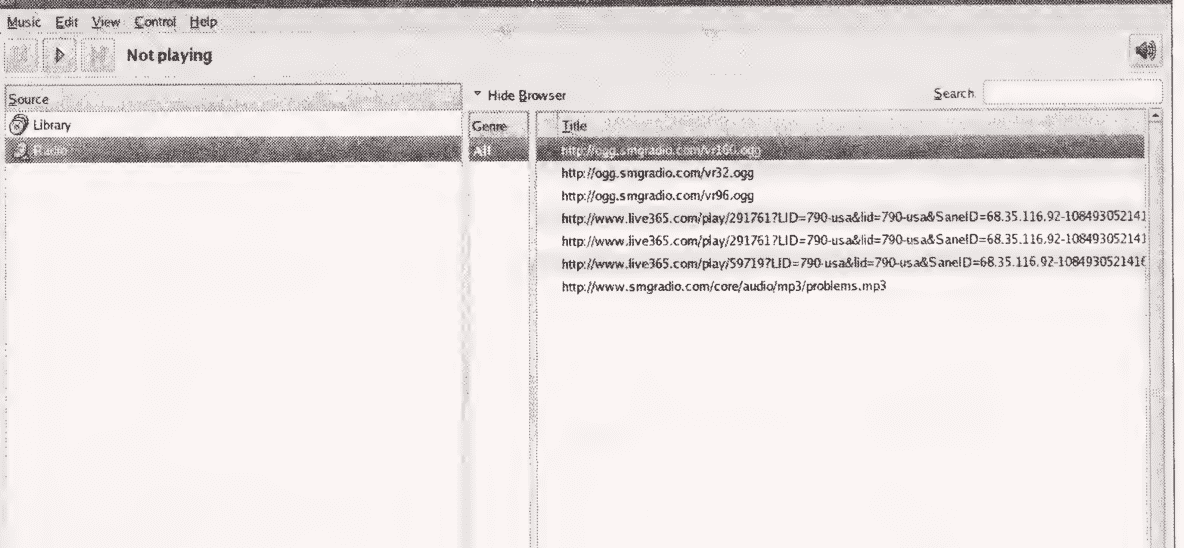 Music Edit View Control Help
Not playing
Source
Hide Browser
Search
Library
Genre
Title
Radio
All
http://ogg.smgradio.com/vr160.ogg
http://ogg.smgradio.com/vr32.ogg
http://ogg.smgradio.com/vr96.ogg
http://www.live365.com/play/291761?LID=790-usa&lid=790-usa&SaneID=68.35.116.92-108493052141
http://www.live365.com/play/291761?LID=790-usa&lid=790-usa&SaneID=68.35.116.92-108493052141
http://www.live365.com/play/59719?LID=790-usa&lid=790-usa&SaneID=68.35.116.92-1084930521416
http://www.smgradio.com/core/audio/mp3/problems.mp3